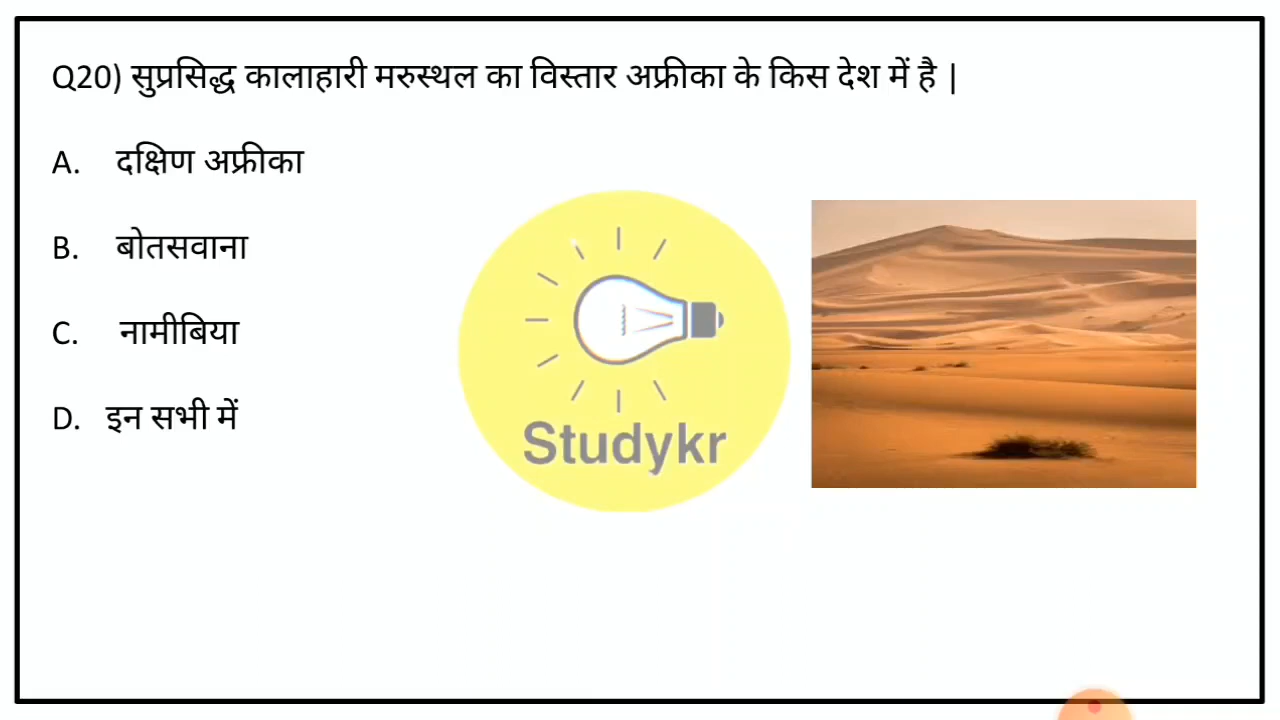 Q20) सुप्रसिद्ध कालाहारी मरुस्थल का विस्तार अफ्रीका के किस देश में है |
A. दक्षिण अफ्रीका
B. बोतसवाना
C. नामीबिया
D. इन सभी में
Studykr